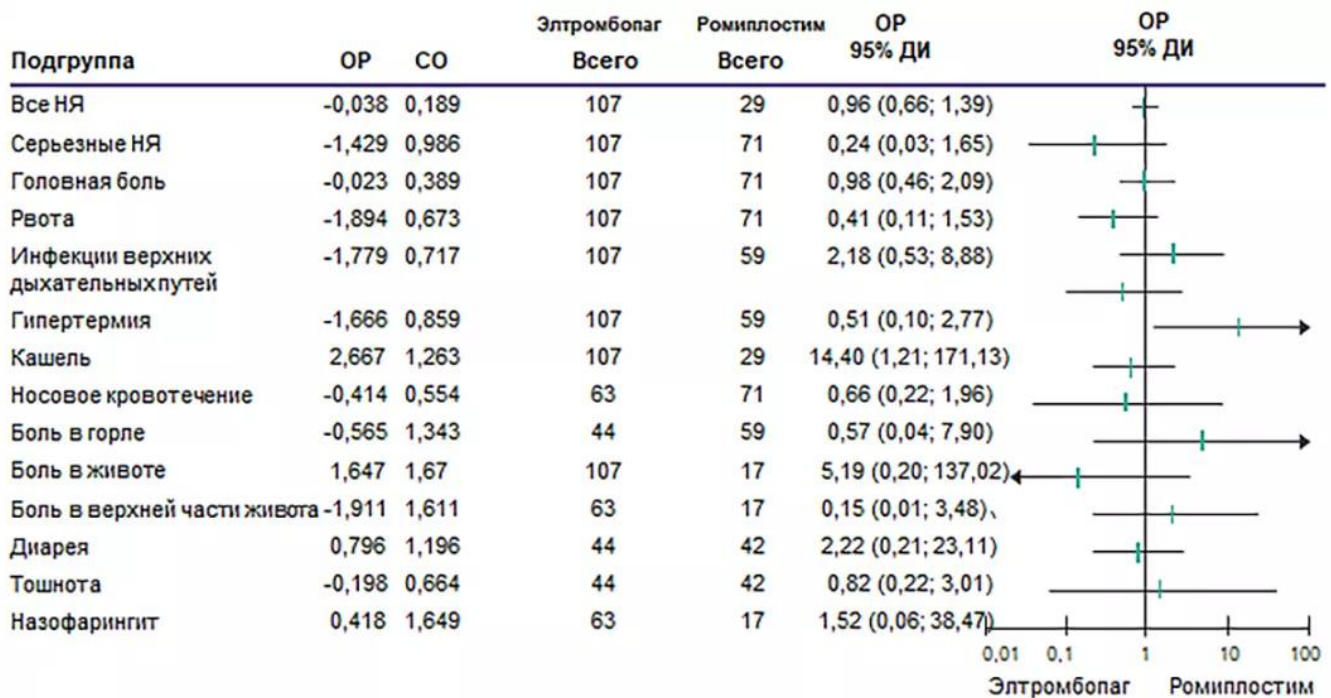 Элтромбопаг Ромиплостим ОР ОР
Подгруппа ОР СО Всего Всего 95% ДИ 95% ДИ
Все НЯ -0,038 0,189 107 29 0,96 (0,66; 1,39)
Серьезные НЯ -1,429 0,986 107 71 0,24 (0,03; 1,65)
Головная боль -0,023 0,389 107 71 0,98 (0,46; 2,09)
Рвота -1,894 0,673 107 71 0,41 (0,11; 1,53)
Инфекции верхних -1,779 0,717 107 59 2,18 (0,53; 8,88)
дыхательных путей
Гипертермия -1,666 0,859 107 59 0,51 (0,10; 2,77)
Кашель 2,667 1,263 107 29 14,40 (1,21; 171,13)
Носовое кровотечение -0,414 0,554 63 71 0,66 (0,22; 1,96)
Боль в горле -0,565 1,343 44 59 0,57 (0,04; 7,90)
Боль в животе 1,647 1,67 107 17 5,19 (0,20; 137,02)
Боль в верхней части живота -1,911 1,611 63 17 0,15 (0,01; 3,48)
Диарея 0,796 1,196 44 42 2,22 (0,21; 23,11)
Тошнота -0,198 0,664 44 42 0,82 (0,22; 3,01)
Назофарингит 0,418 1,649 63 17 1,52 (0,06; 38,47)
0,01 0,1 1 10 100
Элтромбопаг Ромиплостим